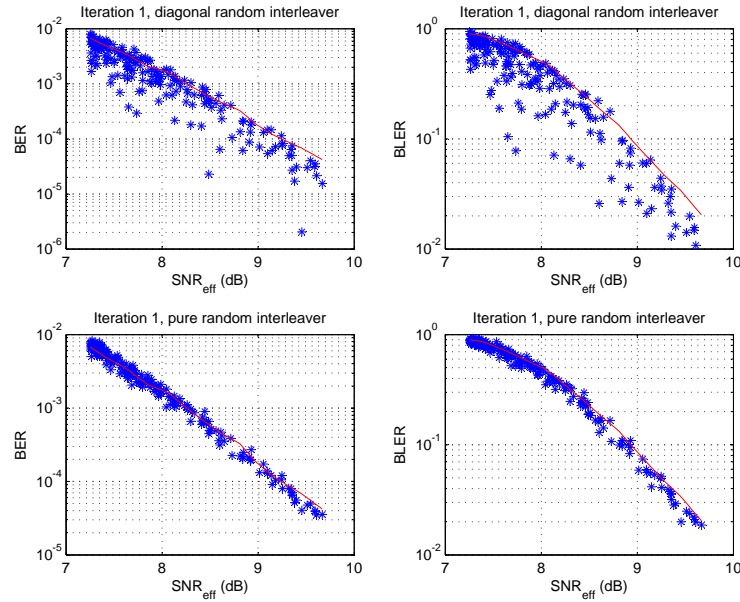 Iteration 1, diagonal random interleaver
10^-2
10^-3
10^-4
10^-5
10^-6
BER
7 8 9 10
SNR_eff (dB)
Iteration 1, diagonal random interleaver
10^0
10^-1
10^-2
BLER
7 8 9 10
SNR_eff (dB)
Iteration 1, pure random interleaver
10^-2
10^-3
10^-4
10^-5
BER
7 8 9 10
SNR_eff (dB)
Iteration 1, pure random interleaver
10^0
10^-1
10^-2
BLER
7 8 9 10
SNR_eff (dB)